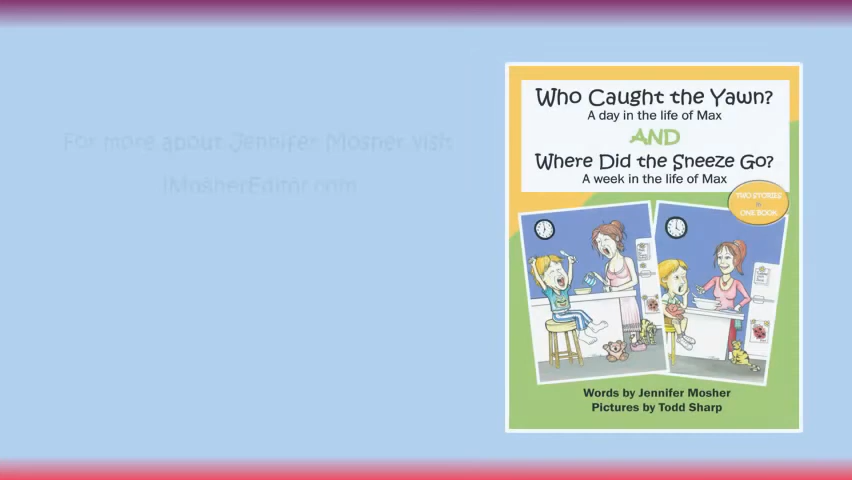 For more about Jennifer Mosher visit
JMosherEditor.com
Who Caught the Yawn?
A day in the life of Max
AND
Where Did the Sneeze Go?
A week in the life of Max
TWO STORIES
in
ONE BOOK
Words by Jennifer Mosher
Pictures by Todd Sharp